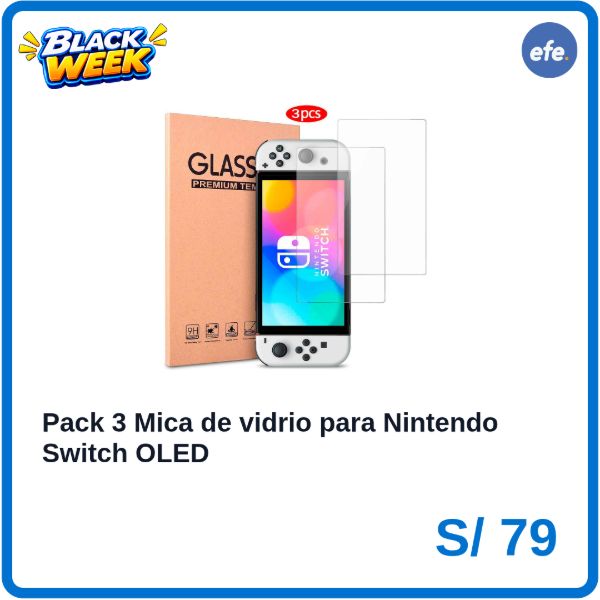 BLACK
WEEK
efe.
3pcs
GLASS
PREMIUM TEM
9H
NINTENDO
SWITCH
Pack 3 Mica de vidrio para Nintendo
Switch OLED
S/ 79